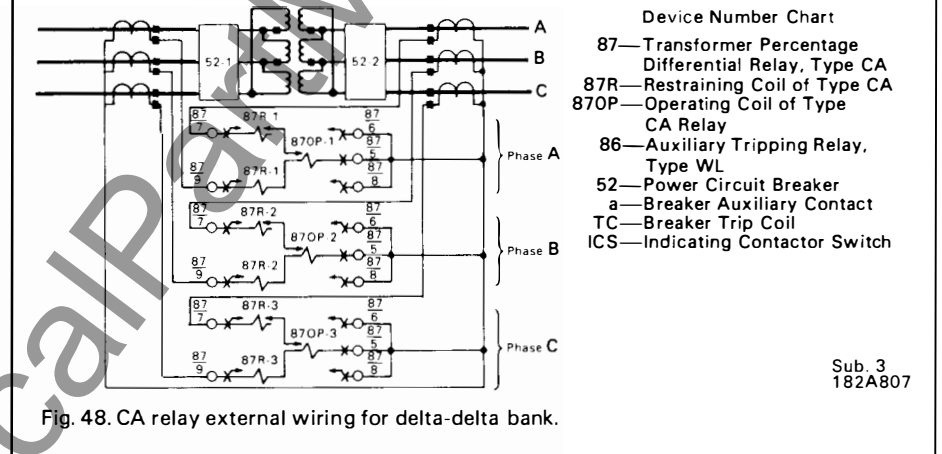 A
B
C
52-1
52-2
87
7
87R-1
87OP-1
87
6
87
5
87
8
87
9
87R-1
Phase A
87
7
87R-2
87OP-2
87
6
87
5
87
8
87
9
87R-2
Phase B
87
7
87R-3
87OP-3
87
6
87
5
87
8
87
9
87R-3
Phase C
Fig. 48. CA relay external wiring for delta-delta bank.
Device Number Chart
87—Transformer Percentage
Differential Relay, Type CA
87R—Restraining Coil of Type CA
87OP—Operating Coil of Type
CA Relay
86—Auxiliary Tripping Relay,
Type WL
52—Power Circuit Breaker
a—Breaker Auxiliary Contact
TC—Breaker Trip Coil
ICS—Indicating Contactor Switch
Sub. 3
182A807